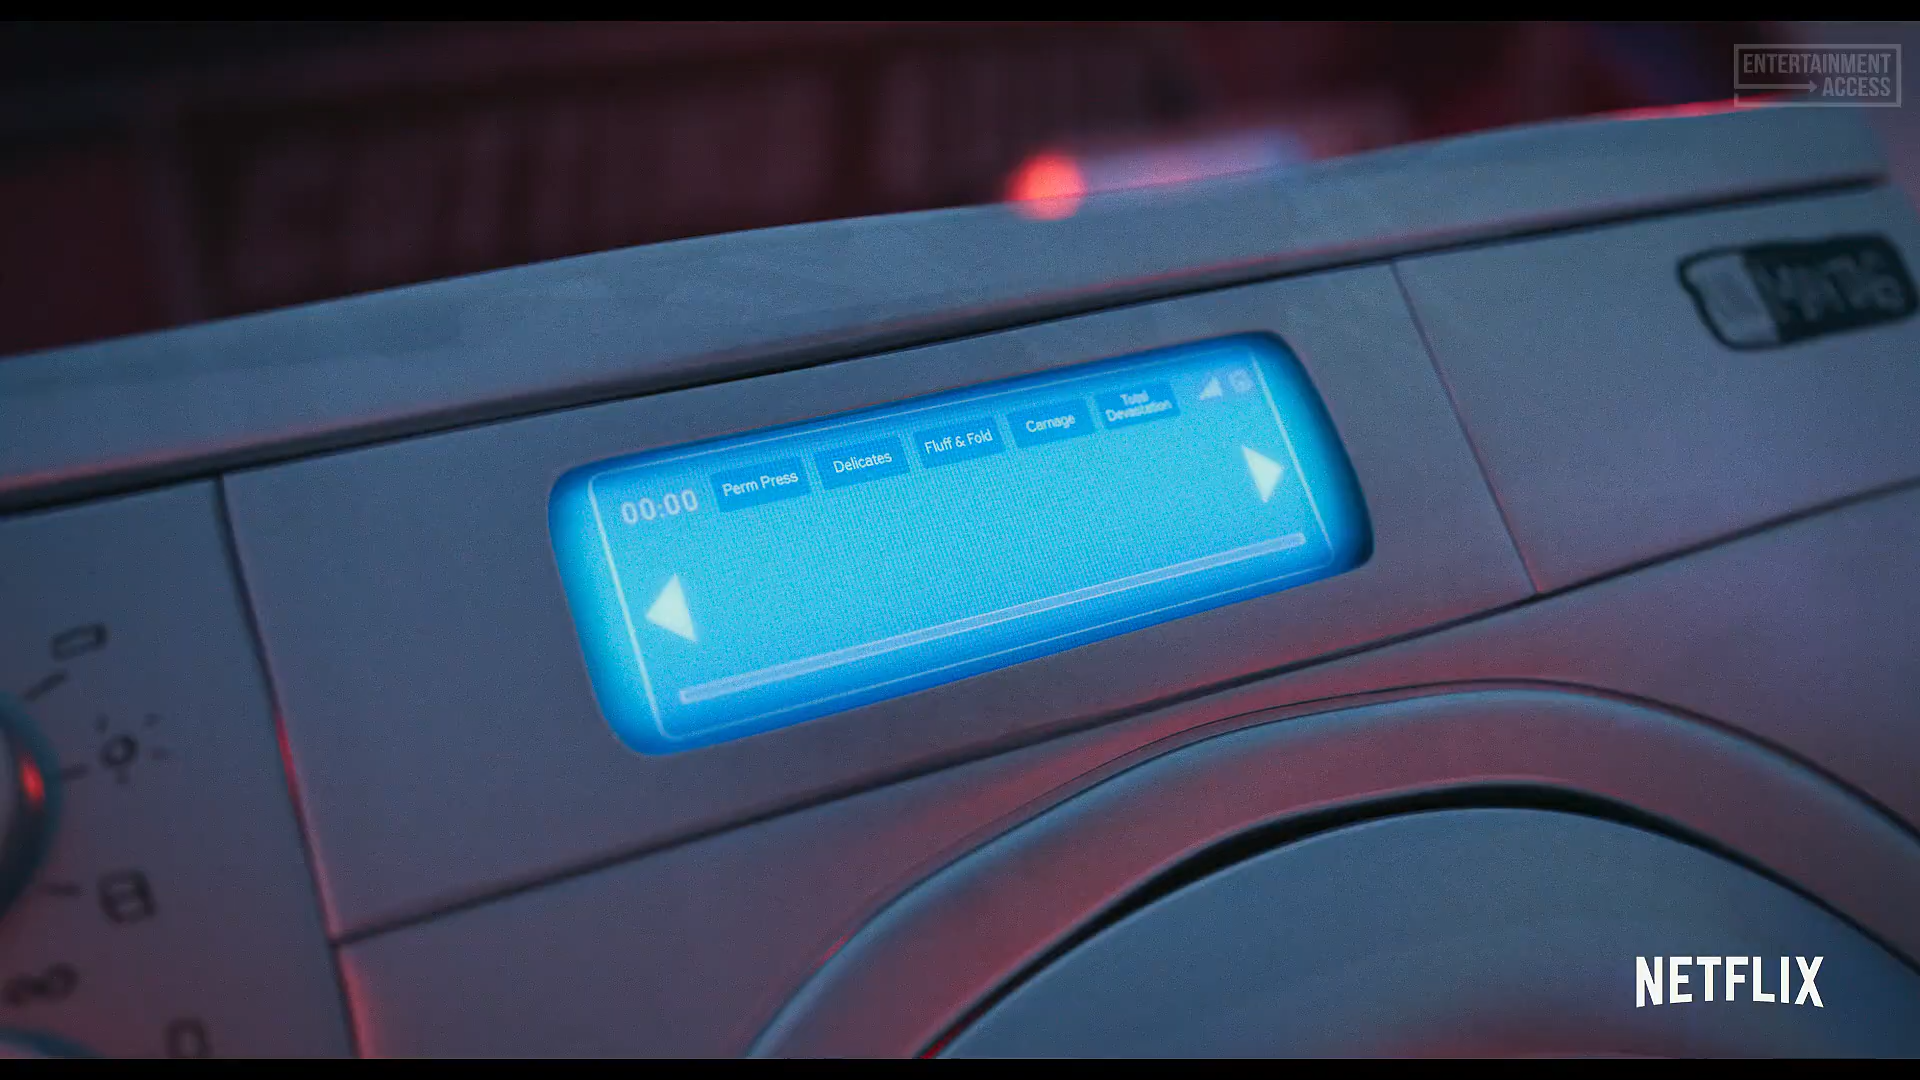 ENTERTAINMENT
ACCESS
00:00
Perm Press
Delicates
Fluff & Fold
Carnage
Total
Devastation
NETFLIX